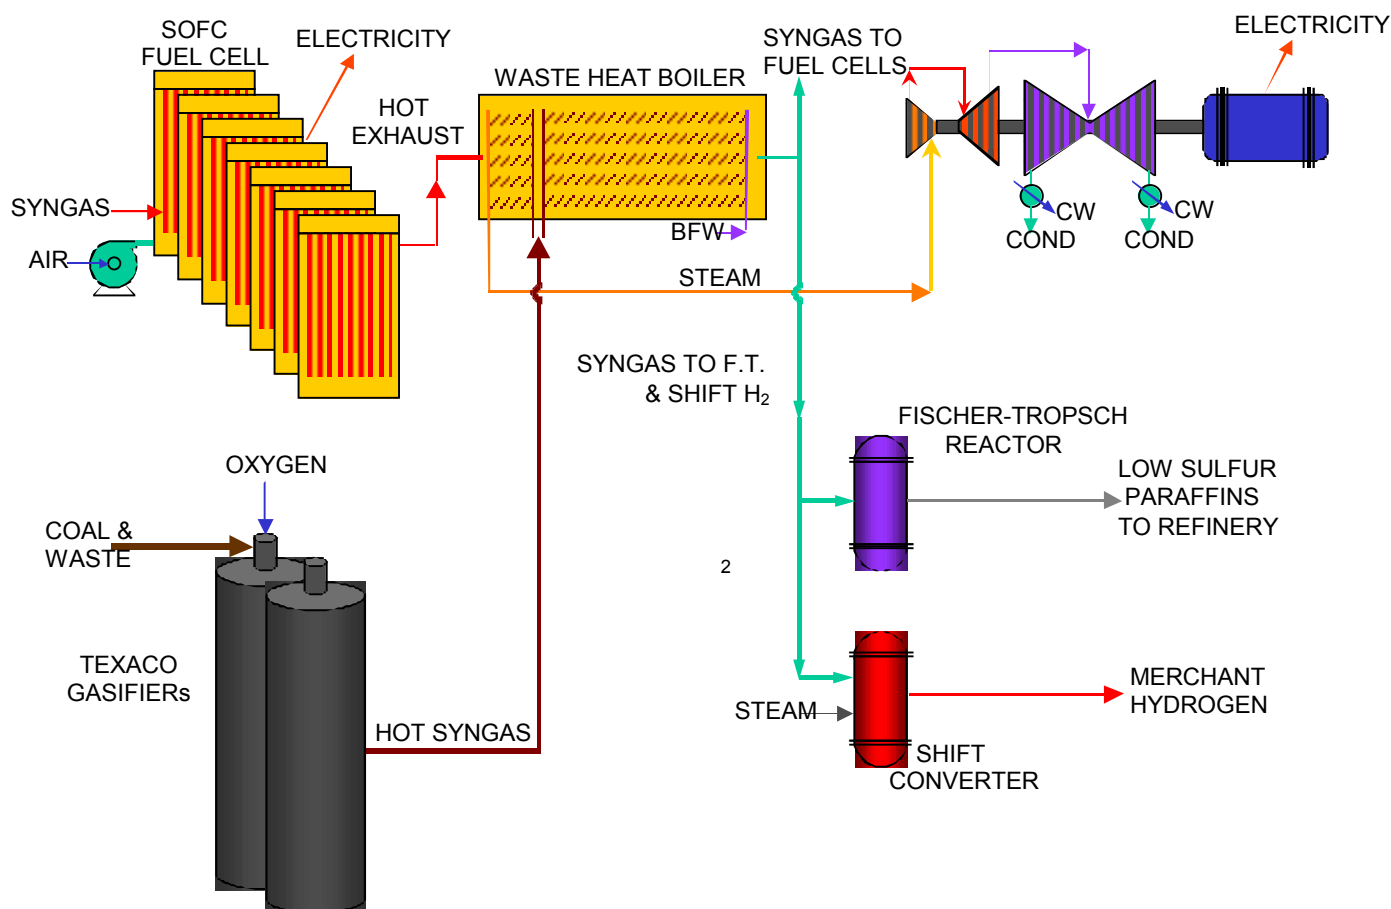 SOFC
FUEL CELL
ELECTRICITY
HOT
EXHAUST
WASTE HEAT BOILER
SYNGAS TO
FUEL CELLS
ELECTRICITY
SYNGAS
AIR
BFW
STEAM
CW
COND
CW
COND
SYNGAS TO F.T.
& SHIFT H₂
FISCHER-TROPSCH
REACTOR
LOW SULFUR
PARAFFINS
TO REFINERY
OXYGEN
COAL &
WASTE
2
TEXACO
GASIFIERs
HOT SYNGAS
STEAM
MERCHANT
HYDROGEN
SHIFT
CONVERTER